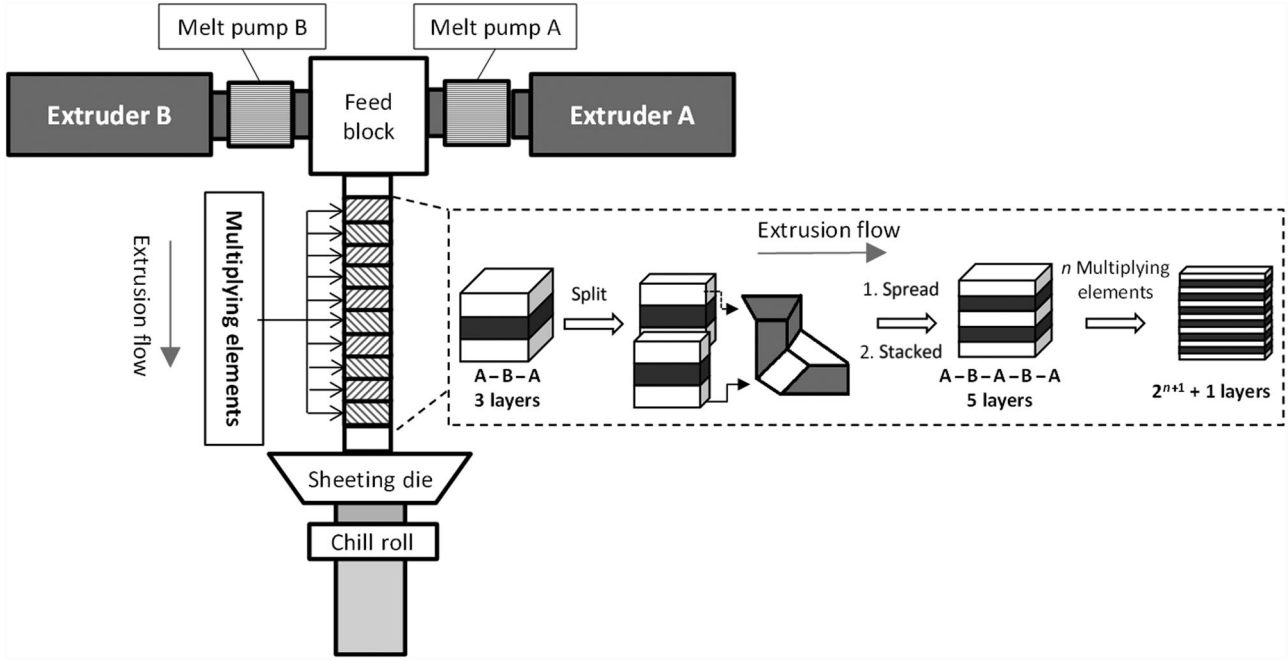 Melt pump B
Melt pump A
Extruder B
Feed
block
Extruder A
Multiplying elements
Extrusion flow
Extrusion flow
Split
1. Spread
2. Stacked
n Multiplying
elements
A – B – A
3 layers
A – B – A – B – A
5 layers
2ⁿ⁺¹ + 1 layers
Sheeting die
Chill roll